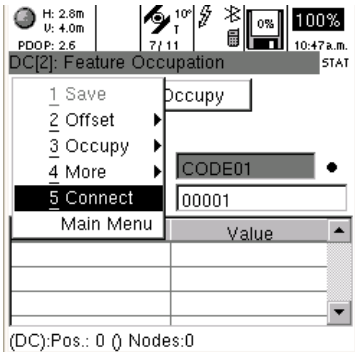 H: 2.8m
V: 4.0m
PDOP: 2.6
10°
T
7/11
0%
100%
10:47a.m.
DC[2]: Feature Occupation
STAT
1 Save
2 Offset
3 Occupy
4 More
5 Connect
Main Menu
Occupy
CODE01
00001
Value
(DC):Pos.: 0 () Nodes:0